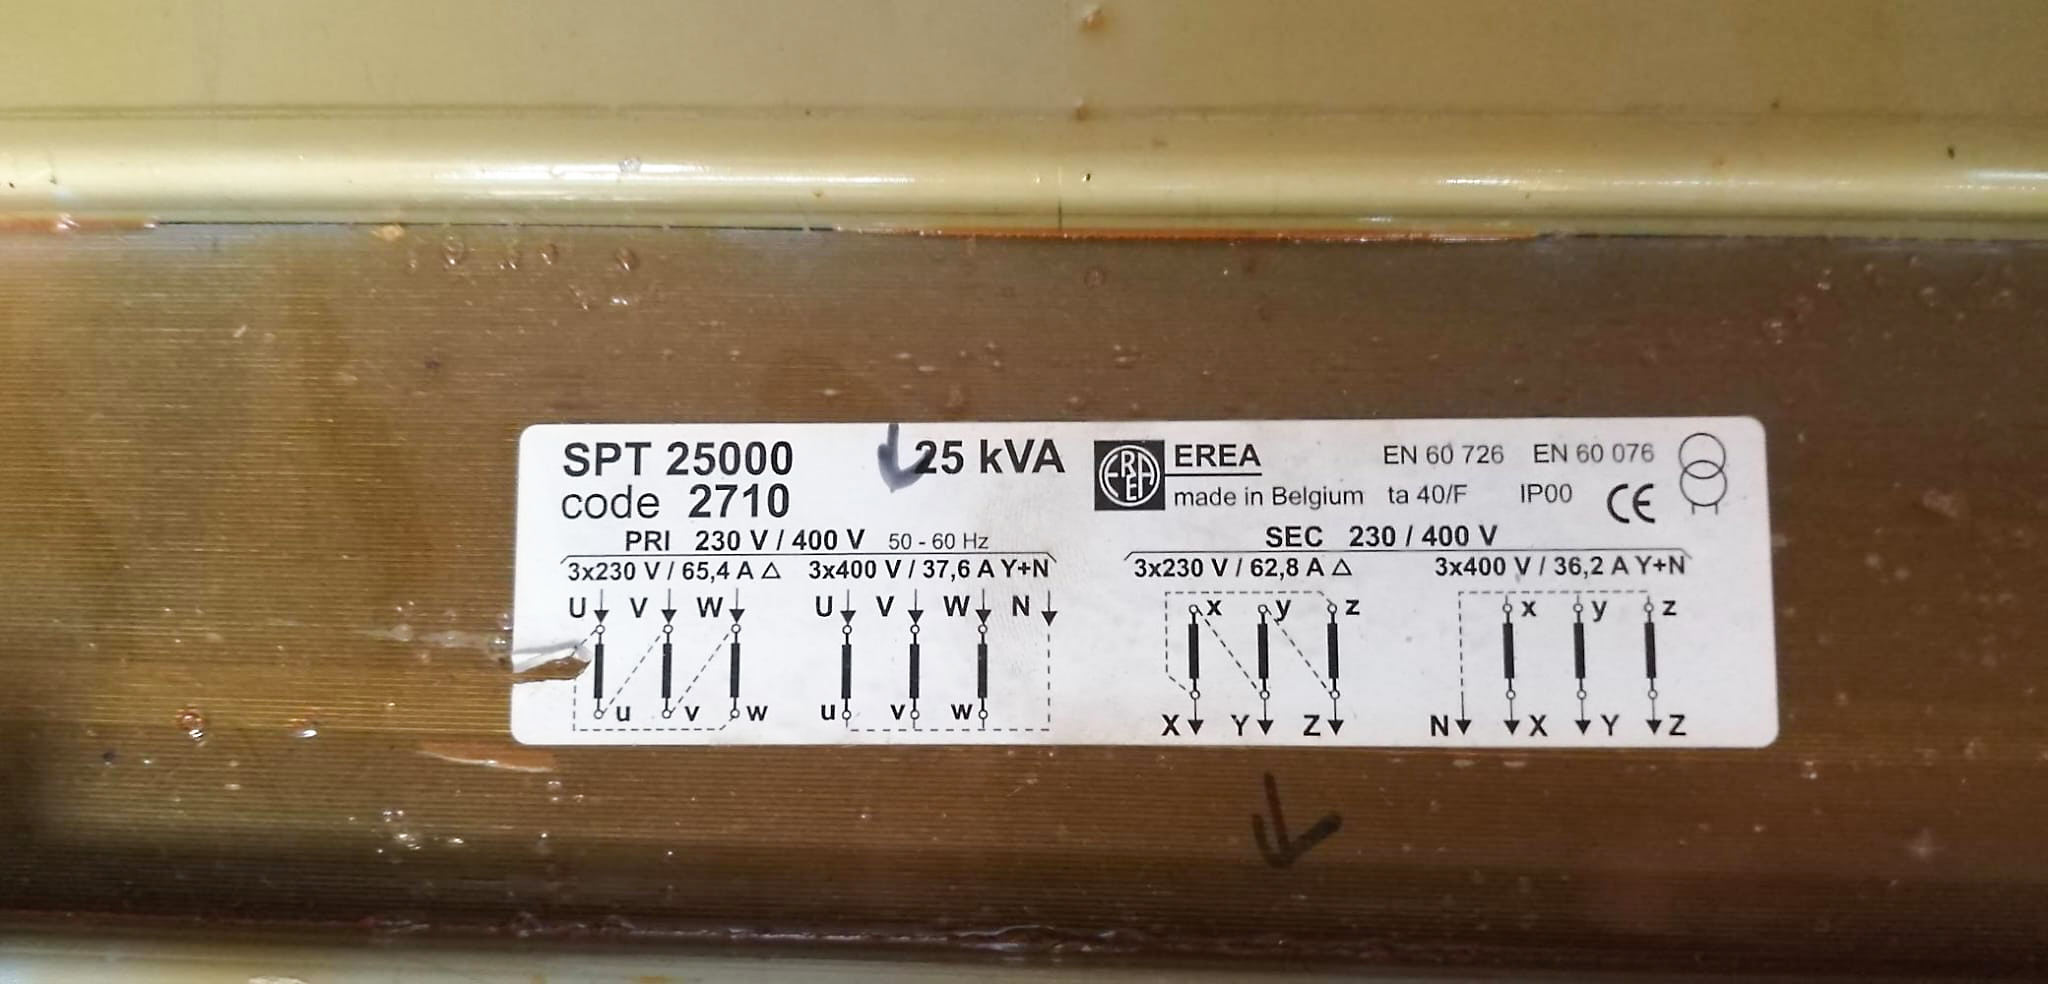 SPT 25000 25 kVA
code 2710
EREA
made in Belgium
EN 60 726 EN 60 076
ta 40/F IP00 CE
PRI 230 V / 400 V 50 - 60 Hz
3x230 V / 65,4 A △ 3x400 V / 37,6 A Y+N
U V W U V W N
u v w u v w
SEC 230 / 400 V
3x230 V / 62,8 A △ 3x400 V / 36,2 A Y+N
x y z x y z
X Y Z N X Y Z